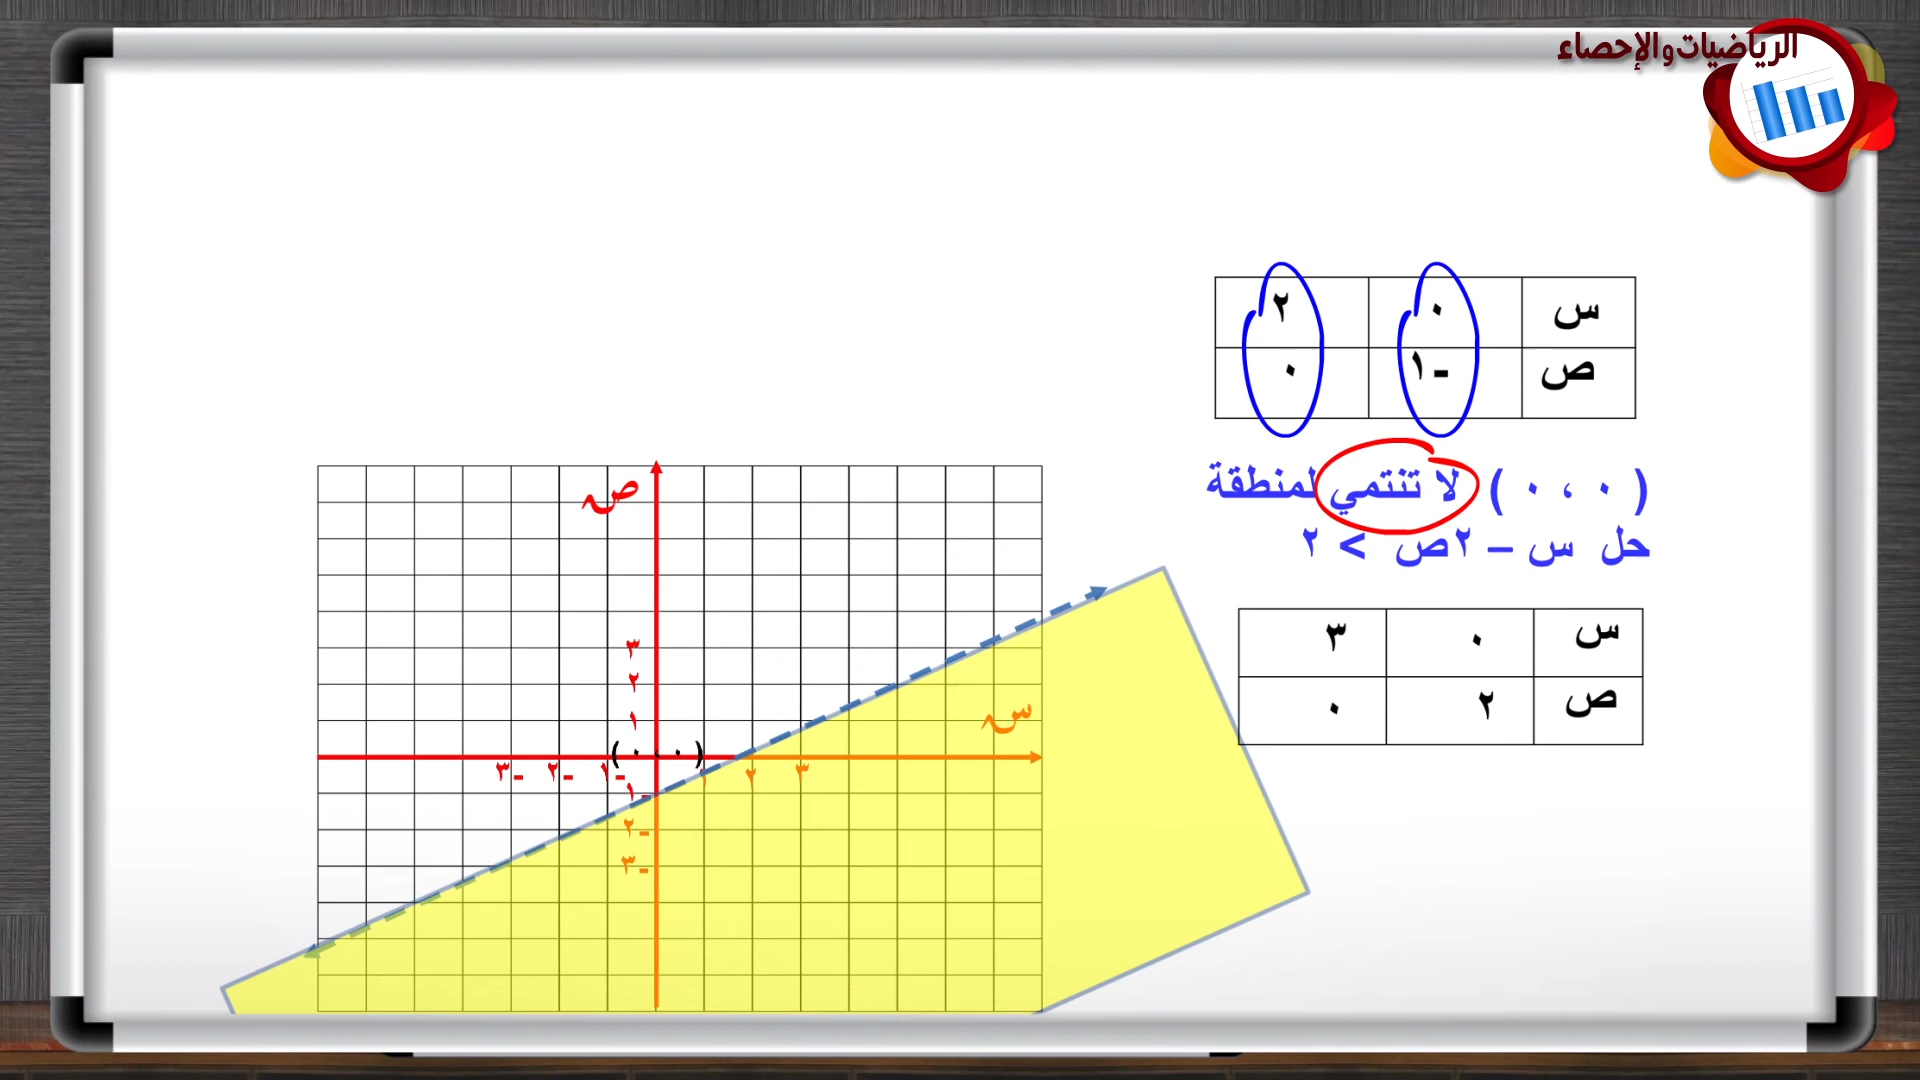 الرياضيات والإحصاء
س ٠ ٢
ص -١ ٠
( ٠ ، ٠ ) لا تنتمي لمنطقة
حل س – ٢ص > ٢
س ٠ ٣
ص ٢ ٠
ص
٣
٢
١
س
( ٠ ، ٠ )
-٣ -٢ -١ ١ ٢ ٣
-١
-٢
-٣